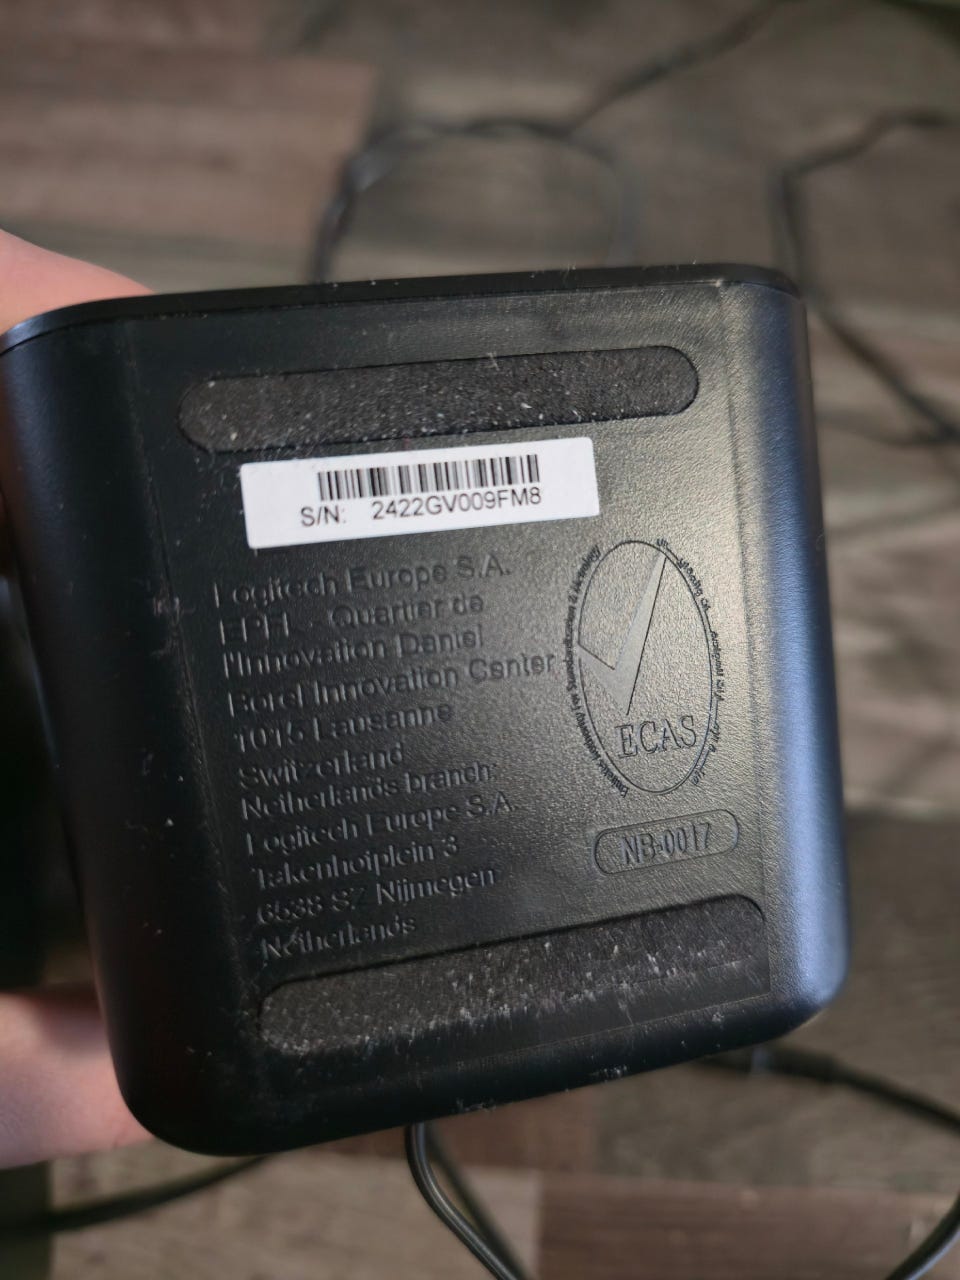 S/N: 2422GV009FM8
Logitech Europe S.A.
EPFL - Quartier de
l'Innovation Daniel
Borel Innovation Center
1015 Lausanne
Switzerland
Netherlands branch:
Logitech Europe S.A.
Takenhofplein 3
6538 SZ Nijmegen
Netherlands
ECAS
NB-0017